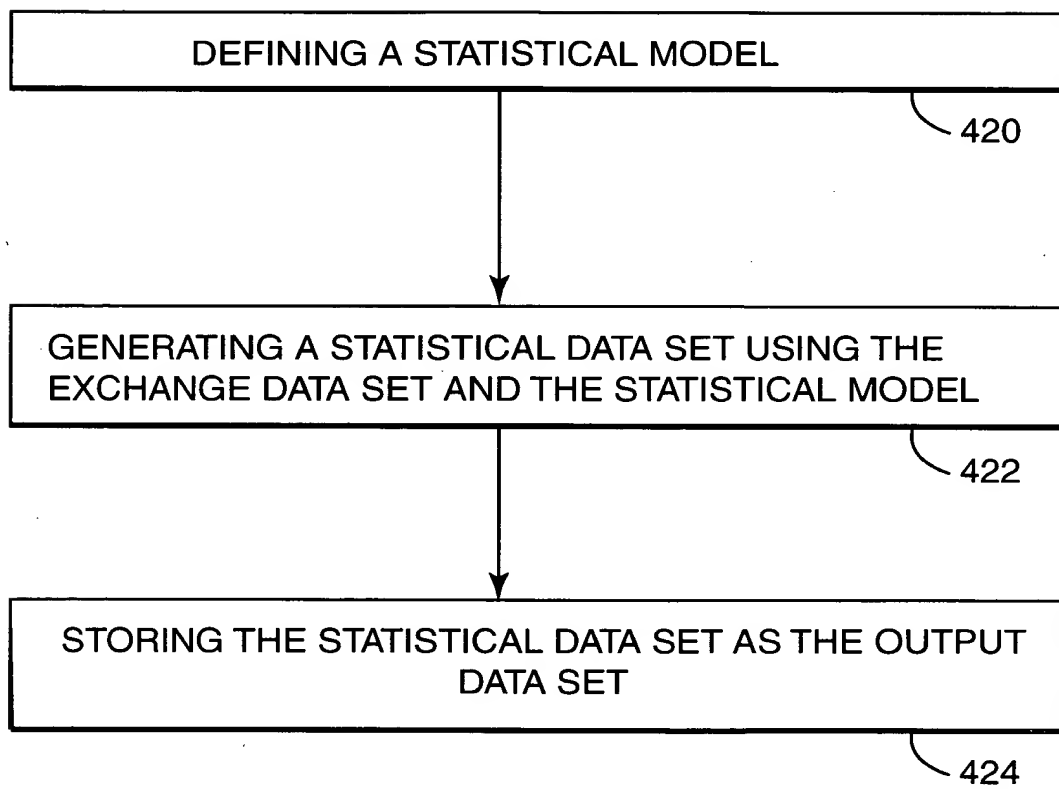 DEFINING A STATISTICAL MODEL
420
GENERATING A STATISTICAL DATA SET USING THE
EXCHANGE DATA SET AND THE STATISTICAL MODEL
422
STORING THE STATISTICAL DATA SET AS THE OUTPUT
DATA SET
424